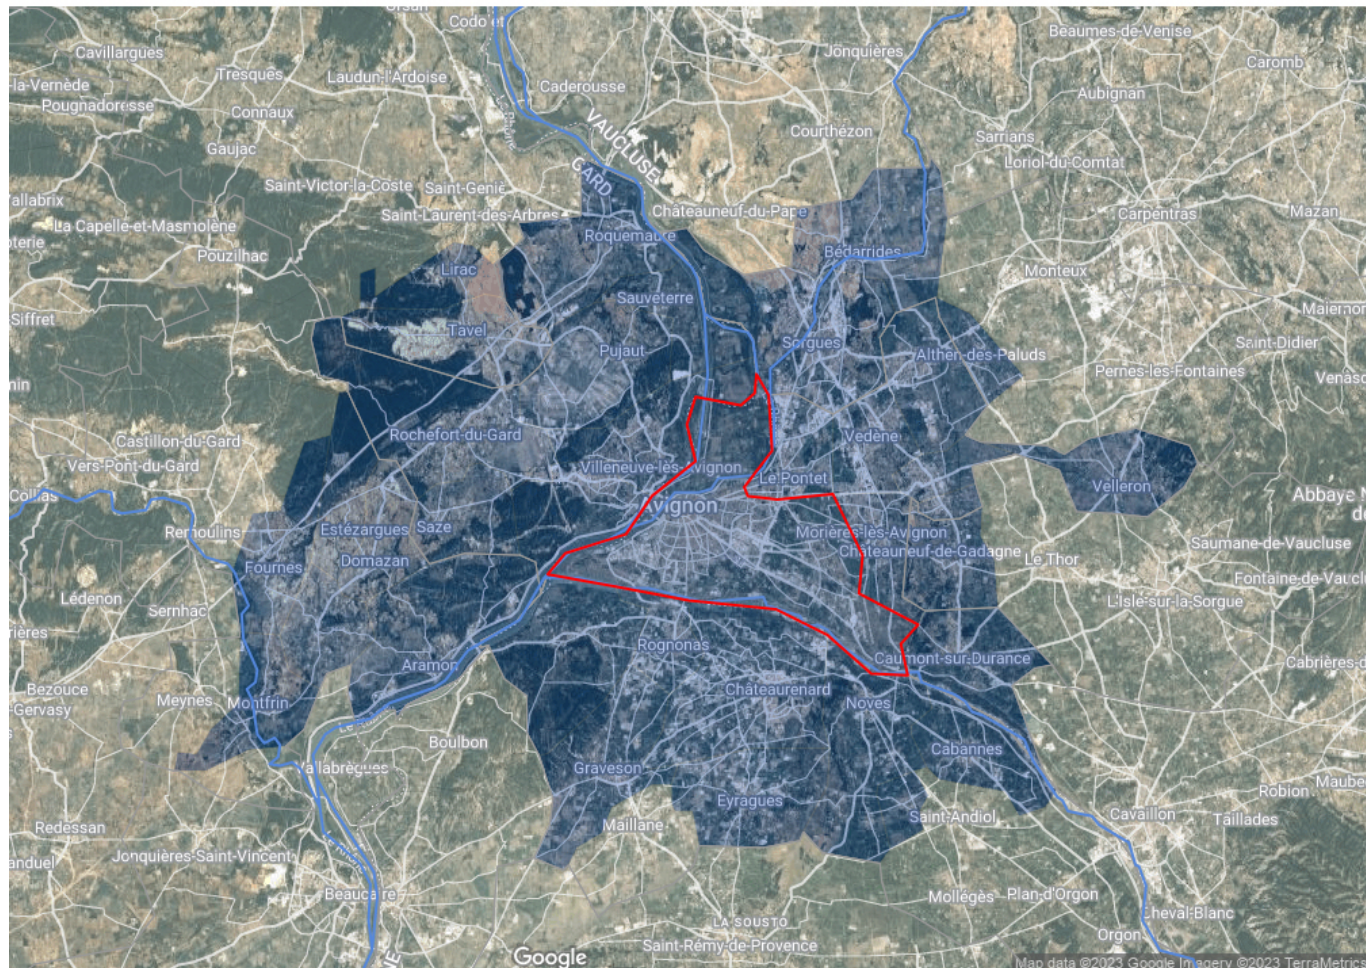 Codolet
Cavillargues
Beaumes-de-Venise
Jonquières
Caromb
Tresques
Laudun-l'Ardoise
-la-Vernède
Caderousse
Aubignan
Pougnadoresse
Connaux
Le Rhône
VAUCLUSE
Courthézon
Sarrians
Gaujac
Loriol-du-Comtat
GARD
Saint-Victor-la-Coste
Saint-Geniè
Vallabrix
Saint-Laurent-des-Arbres
Châteauneuf-du-Pape
Carpentras
Mazan
La Capelle-et-Masmolène
Roquemaure
Pouzilhac
Bédarrides
Lirac
Monteux
Sauveterre
Siffret
Tavel
Sorgues
Saint-Didier
Pujaut
Althen-des-Paluds
Pernes-les-Fontaines
Venasc
min
Rochefort-du-Gard
Castillon-du-Gard
Vedène
Vers-Pont-du-Gard
Villeneuve-lès-Avignon
Le Pontet
Velleron
Collias
Abbaye
Avignon
Estézargues
Saze
Remoulins
Morières-lès-Avignon
Saumane-de-Vaucluse
Châteauneuf-de-Gadagne
Domazan
Fournès
Le Thor
Fontaine-de-Vaucl
Lédenon
Sernhac
L'Isle-sur-la-Sorgue
Rognonas
Aramon
Caumont-sur-Durance
Cabrières-d
Bezouce
Châteaurenard
Meynes
Montfrin
Noves
-Gervasy
Boulbon
Cabannes
Vallabrègues
Graveson
Maube
Robion
Eyragues
Cavaillon
Redessan
Maillane
Saint-Andiol
Taillades
Jonquières-Saint-Vincent
Beaucaire
Mollégès
Plan-d'Orgon
Cheval-Blanc
LA SOUSTO
Orgon
Saint-Rémy-de-Provence
Google
Map data ©2023 Google Imagery ©2023 TerraMetrics